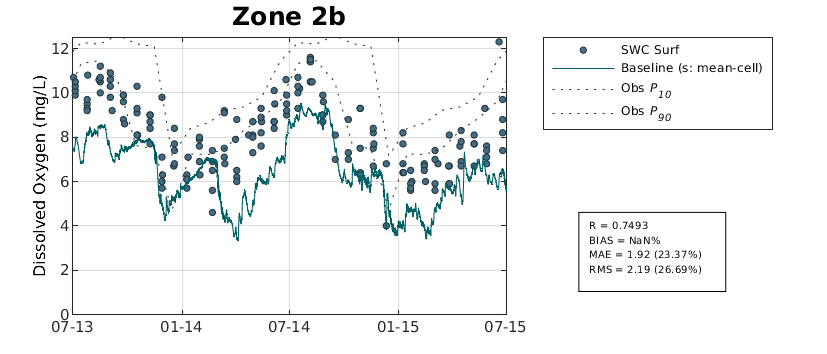 Zone 2b
Dissolved Oxygen (mg/L)
12
10
8
6
4
2
0
07-13
01-14
07-14
01-15
07-15
SWC Surf
Baseline (s: mean-cell)
Obs P10
Obs P90
R = 0.7493
BIAS = NaN%
MAE = 1.92 (23.37%)
RMS = 2.19 (26.69%)